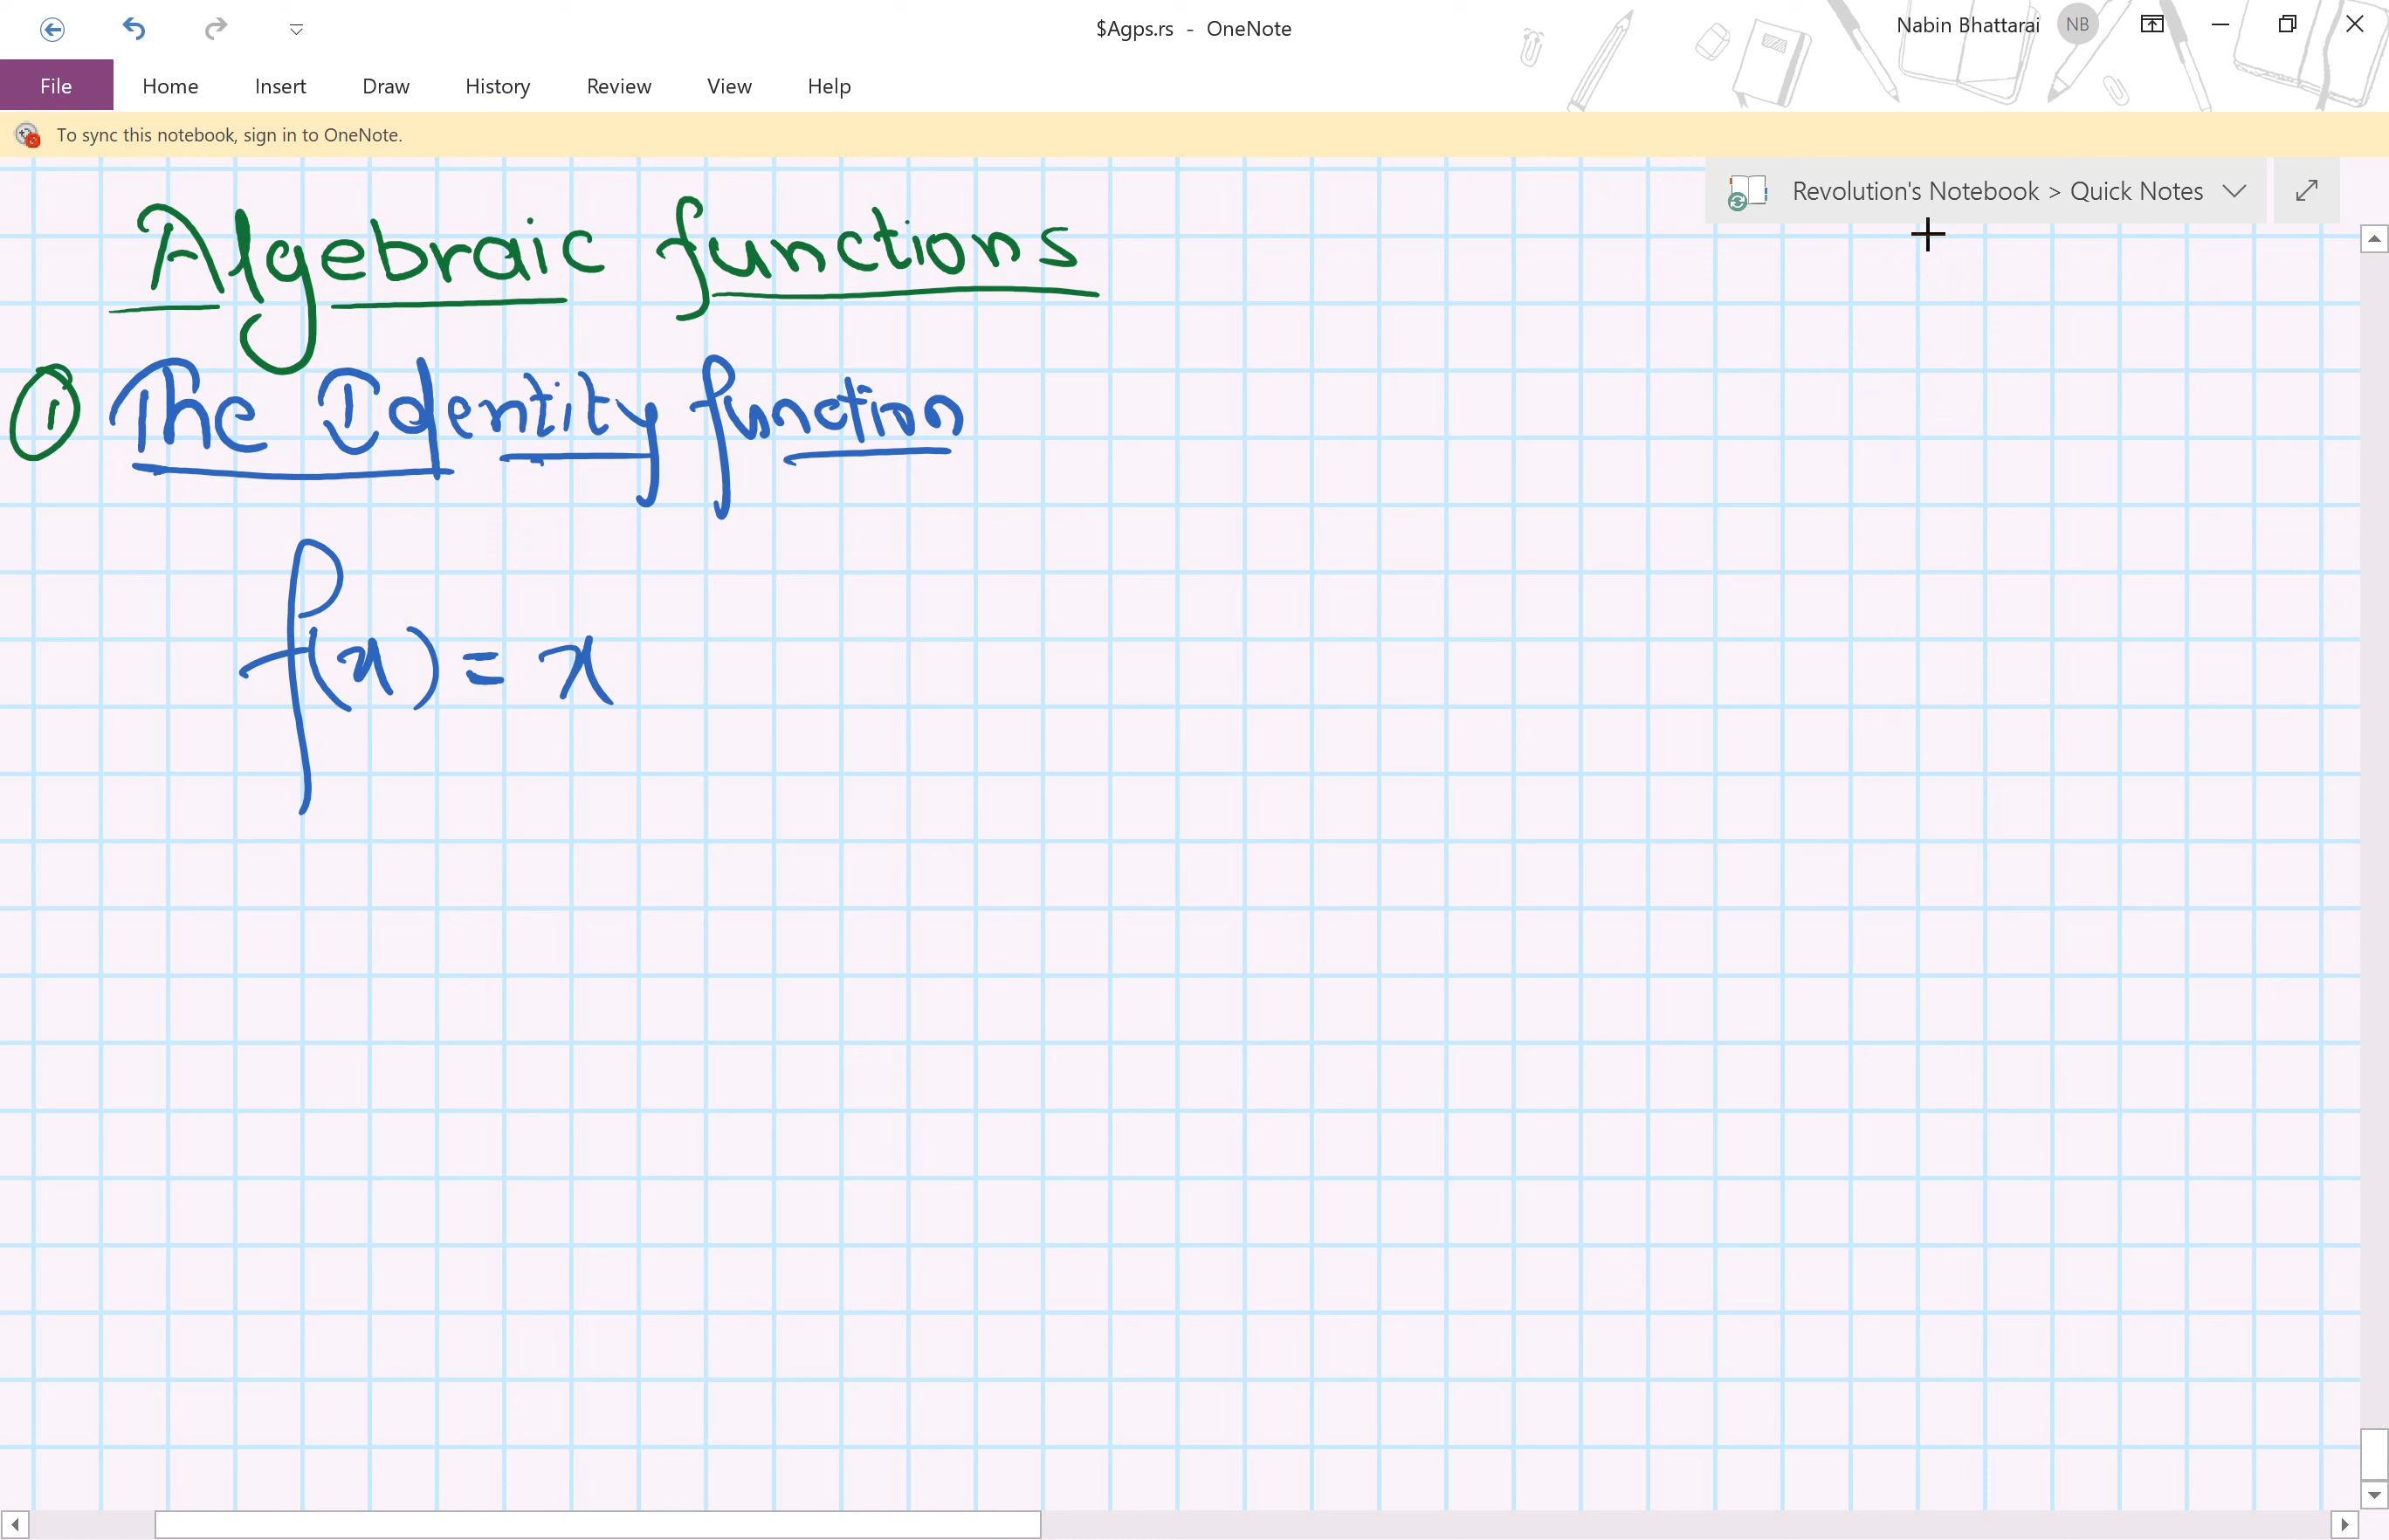 $Agps.rs - OneNote
Nabin Bhattarai NB
File Home Insert Draw History Review View Help
To sync this notebook, sign in to OneNote.
Revolution's Notebook > Quick Notes
Algebraic functions
① The Identity function
f(x) = x